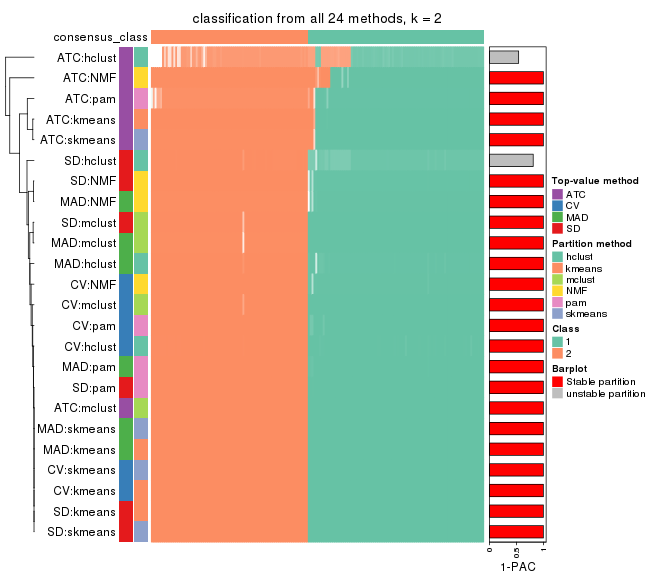 classification from all 24 methods, k = 2
consensus_class
ATC:hclust
ATC:NMF
ATC:pam
ATC:kmeans
ATC:skmeans
SD:hclust
SD:NMF
MAD:NMF
SD:mclust
MAD:mclust
MAD:hclust
CV:NMF
CV:mclust
CV:pam
CV:hclust
MAD:pam
SD:pam
ATC:mclust
MAD:skmeans
MAD:kmeans
CV:skmeans
CV:kmeans
SD:kmeans
SD:skmeans
0
0.5
1
1-PAC
Top-value method
ATC
CV
MAD
SD
Partition method
hclust
kmeans
mclust
NMF
pam
skmeans
Class
1
2
Barplot
Stable partition
unstable partition